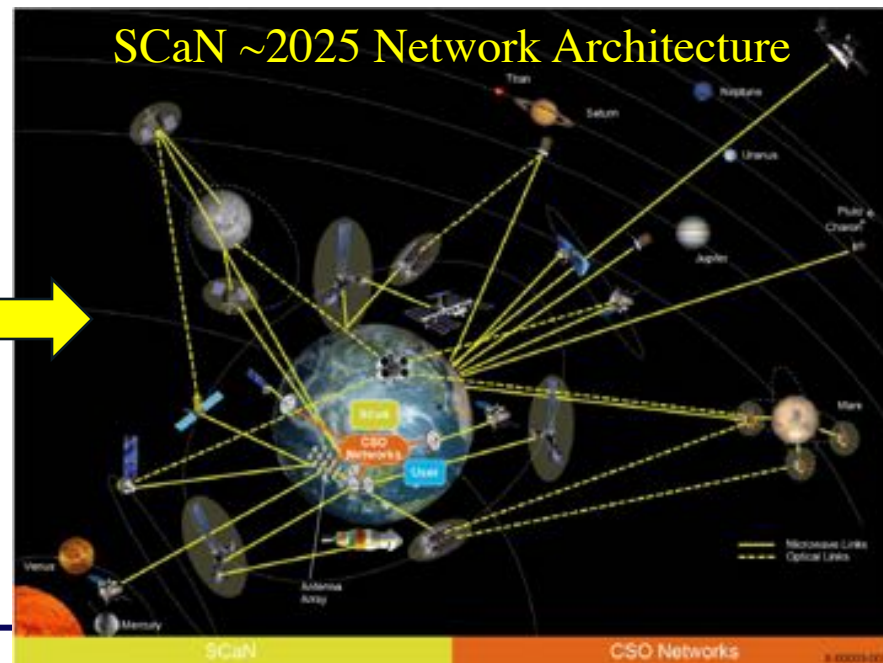 SCaN ~2025 Network Architecture
Titan
Saturn
Neptune
Uranus
Pluto
Charon
Jupiter
SCaN
CSO
Networks
User
Mars
Microwave Links
Optical Links
Venus
Antenna
Array
Mercury
SCaN
CSO Networks